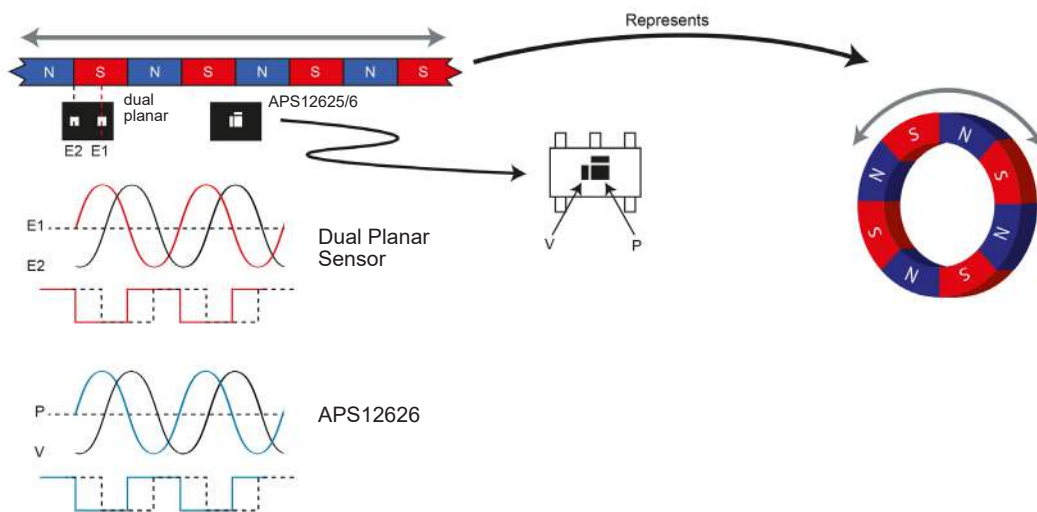 Represents
N S N S N S N S
dual
planar
APS12625/6
E2 E1
V P
S N S N S N S N
E1
E2
Dual Planar
Sensor
P
V
APS12626